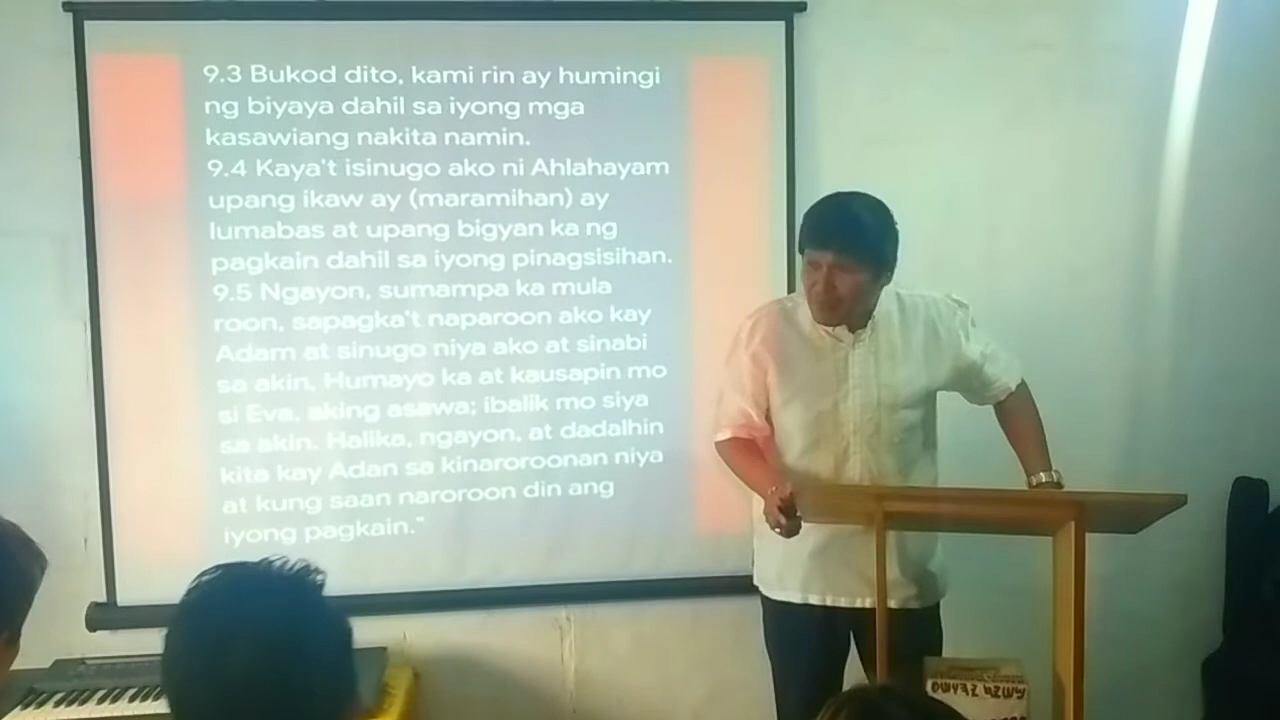 9.3 Bukod dito, kami rin ay humingi
ng biyaya dahil sa iyong mga
kasawiang nakita namin.
9.4 Kaya't isinugo ako ni Ahlahayam
upang ikaw ay (maramihan) ay
lumabas at upang bigyan ka ng
pagkain dahil sa iyong pinagsisihan.
9.5 Ngayon, sumampa ka mula
roon, sapagka't naparoon ako kay
Adam at sinugo niya ako at sinabi
sa akin, Humayo ka at kausapin mo
si Eva, aking asawa; ibalik mo siya
sa akin. Halika, ngayon, at dadalhin
kita kay Adan sa kinaroroonan niya
at kung saan naroroon din ang
iyong pagkain."